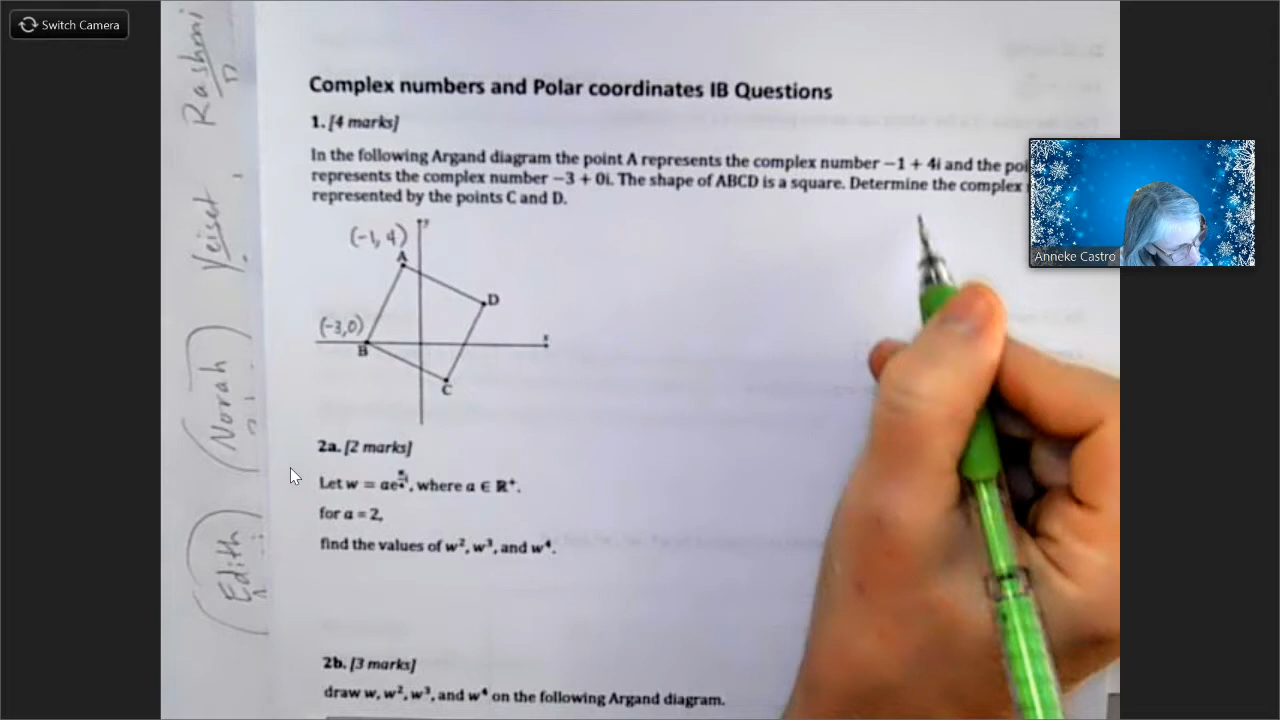 Switch Camera
Complex numbers and Polar coordinates IB Questions
1. [4 marks]
In the following Argand diagram the point A represents the complex number −1 + 4i and the
represents the complex number −3 + 0i. The shape of ABCD is a square. Determine the complex
represented by the points C and D.
(-1, 4)
y
A
D
(-3,0)
x
B
C
2a. [2 marks]
Let w = ae, where a ∈ ℝ⁺.
for a = 2,
find the values of w², w³, and w⁴.
2b. [3 marks]
draw w, w², w³, and w⁴ on the following Argand diagram.
Rashmi
Yeiset
(Norah)
(Edith)
Anneke Castro